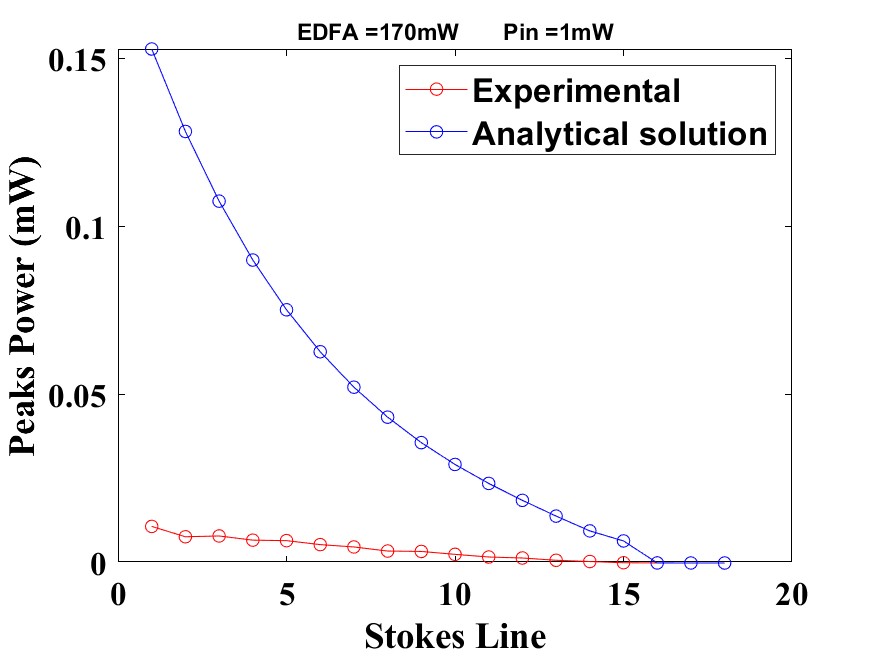 EDFA =170mW Pin =1mW
Experimental
Analytical solution
Peaks Power (mW)
0.15
0.1
0.05
0
0 5 10 15 20
Stokes Line